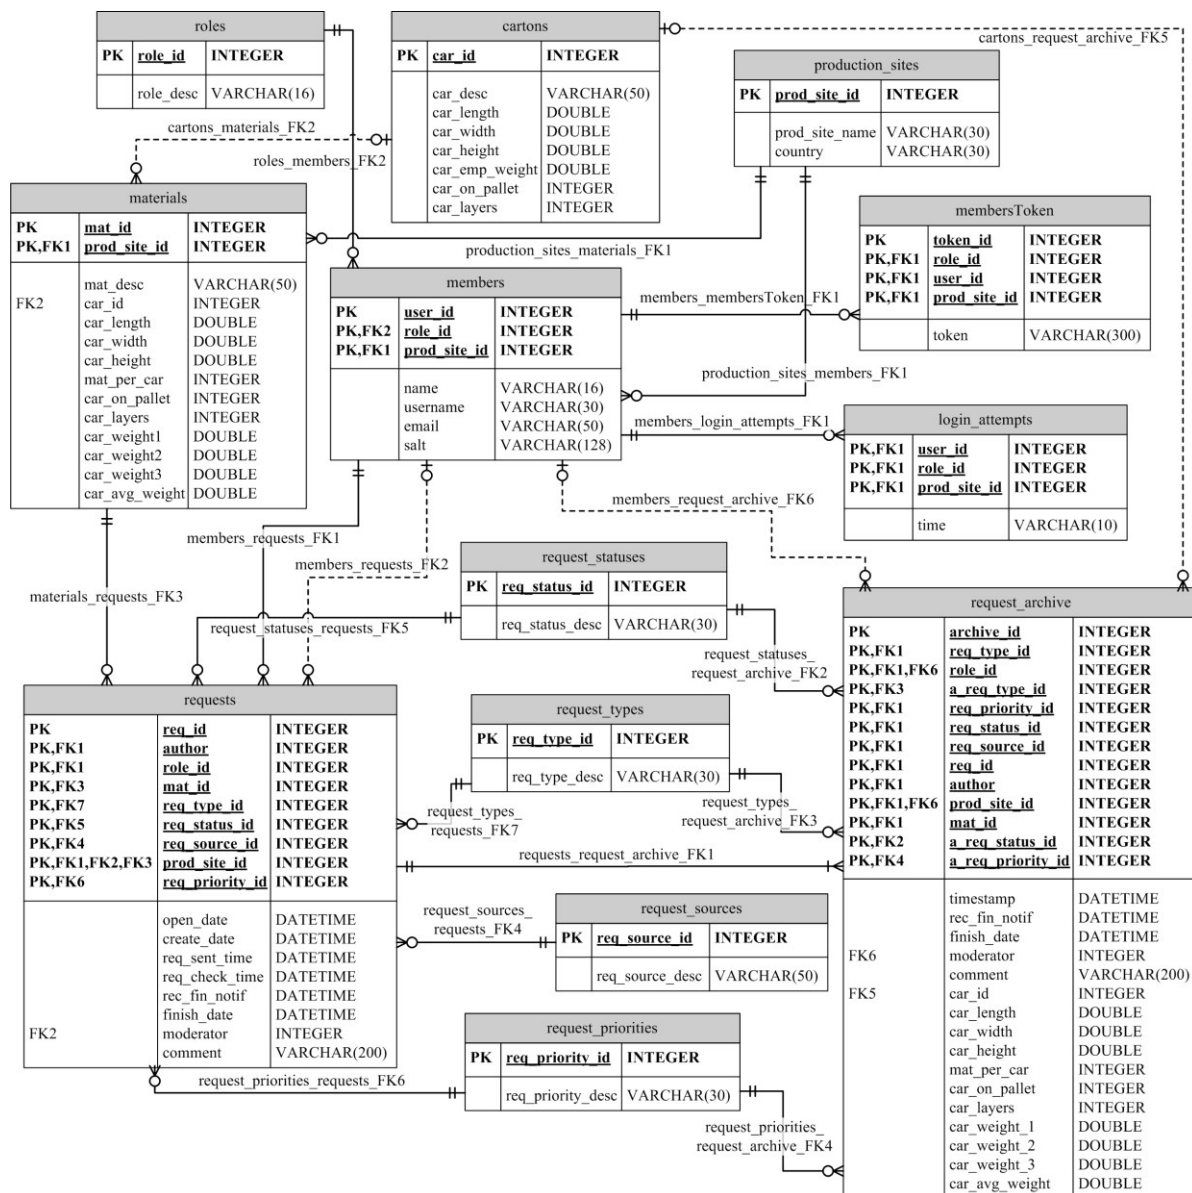 roles
PK role_id INTEGER
role_desc VARCHAR(16)
cartons
PK car_id INTEGER
car_desc VARCHAR(50)
car_length DOUBLE
car_width DOUBLE
car_height DOUBLE
car_emp_weight DOUBLE
car_on_pallet INTEGER
car_layers INTEGER
cartons_request_archive_FK5
production_sites
PK prod_site_id INTEGER
prod_site_name VARCHAR(30)
country VARCHAR(30)
cartons_materials_FK2
roles_members_FK2
materials
PK mat_id INTEGER
PK,FK1 prod_site_id INTEGER
mat_desc VARCHAR(50)
FK2 car_id INTEGER
car_length DOUBLE
car_width DOUBLE
car_height DOUBLE
mat_per_car INTEGER
car_on_pallet INTEGER
car_layers INTEGER
car_weight1 DOUBLE
car_weight2 DOUBLE
car_weight3 DOUBLE
car_avg_weight DOUBLE
production_sites_materials_FK1
members
PK user_id INTEGER
PK,FK2 role_id INTEGER
PK,FK1 prod_site_id INTEGER
name VARCHAR(16)
username VARCHAR(30)
email VARCHAR(50)
salt VARCHAR(128)
members_membersToken_FK1
membersToken
PK token_id INTEGER
PK,FK1 role_id INTEGER
PK,FK1 user_id INTEGER
PK,FK1 prod_site_id INTEGER
token VARCHAR(300)
production_sites_members_FK1
members_login_attempts_FK1
login_attempts
PK,FK1 user_id INTEGER
PK,FK1 role_id INTEGER
PK,FK1 prod_site_id INTEGER
time VARCHAR(10)
members_request_archive_FK6
members_requests_FK1
members_requests_FK2
materials_requests_FK3
request_statuses
PK req_status_id INTEGER
req_status_desc VARCHAR(30)
request_statuses_requests_FK5
request_statuses_
request_archive_FK2
requests
PK req_id INTEGER
PK,FK1 author INTEGER
PK,FK1 role_id INTEGER
PK,FK3 mat_id INTEGER
PK,FK7 req_type_id INTEGER
PK,FK5 req_status_id INTEGER
PK,FK4 req_source_id INTEGER
PK,FK1,FK2,FK3 prod_site_id INTEGER
PK,FK6 req_priority_id INTEGER
open_date DATETIME
create_date DATETIME
req_sent_time DATETIME
req_check_time DATETIME
rec_fin_notif DATETIME
finish_date DATETIME
FK2 moderator INTEGER
comment VARCHAR(200)
request_types
PK req_type_id INTEGER
req_type_desc VARCHAR(30)
request_types_
requests_FK7
request_types_
request_archive_FK3
requests_request_archive_FK1
request_sources_
requests_FK4
request_sources
PK req_source_id INTEGER
req_source_desc VARCHAR(50)
request_priorities
PK req_priority_id INTEGER
req_priority_desc VARCHAR(30)
request_priorities_requests_FK6
request_priorities_
request_archive_FK4
request_archive
PK archive_id INTEGER
PK,FK1 req_type_id INTEGER
PK,FK1,FK6 role_id INTEGER
PK,FK3 a_req_type_id INTEGER
PK,FK1 req_priority_id INTEGER
PK,FK1 req_status_id INTEGER
PK,FK1 req_source_id INTEGER
PK,FK1 req_id INTEGER
PK,FK1 author INTEGER
PK,FK1,FK6 prod_site_id INTEGER
PK,FK1 mat_id INTEGER
PK,FK2 a_req_status_id INTEGER
PK,FK4 a_req_priority_id INTEGER
timestamp DATETIME
rec_fin_notif DATETIME
finish_date DATETIME
FK6 moderator INTEGER
comment VARCHAR(200)
FK5 car_id INTEGER
car_length DOUBLE
car_width DOUBLE
car_height DOUBLE
mat_per_car INTEGER
car_on_pallet INTEGER
car_layers INTEGER
car_weight_1 DOUBLE
car_weight_2 DOUBLE
car_weight_3 DOUBLE
car_avg_weight DOUBLE